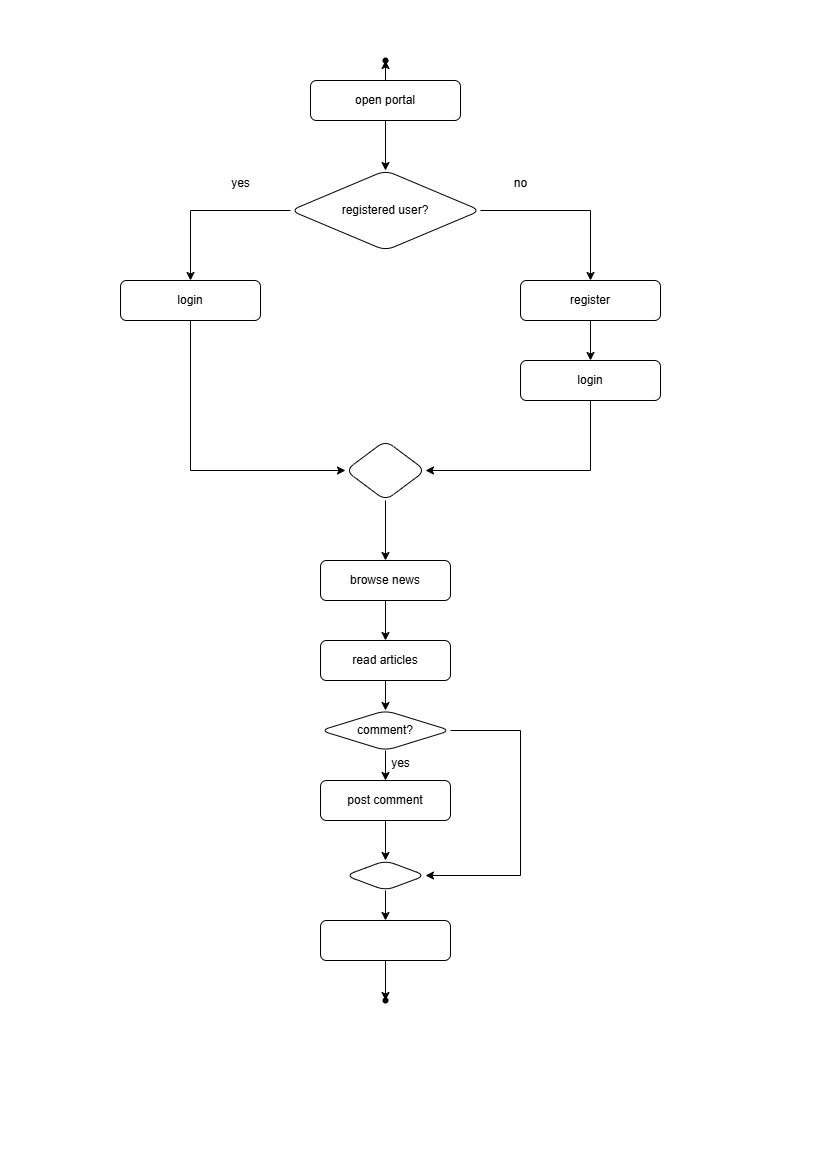 open portal
yes
no
registered user?
login
register
login
browse news
read articles
comment?
yes
post comment